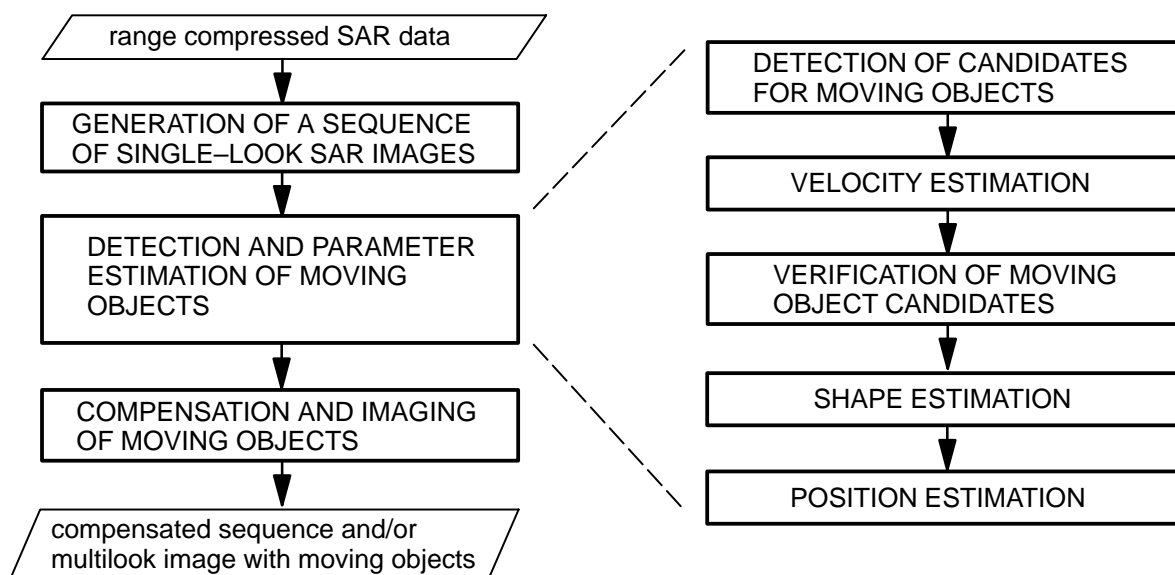 range compressed SAR data
GENERATION OF A SEQUENCE
OF SINGLE–LOOK SAR IMAGES
DETECTION AND PARAMETER
ESTIMATION OF MOVING
OBJECTS
COMPENSATION AND IMAGING
OF MOVING OBJECTS
compensated sequence and/or
multilook image with moving objects
DETECTION OF CANDIDATES
FOR MOVING OBJECTS
VELOCITY ESTIMATION
VERIFICATION OF MOVING
OBJECT CANDIDATES
SHAPE ESTIMATION
POSITION ESTIMATION